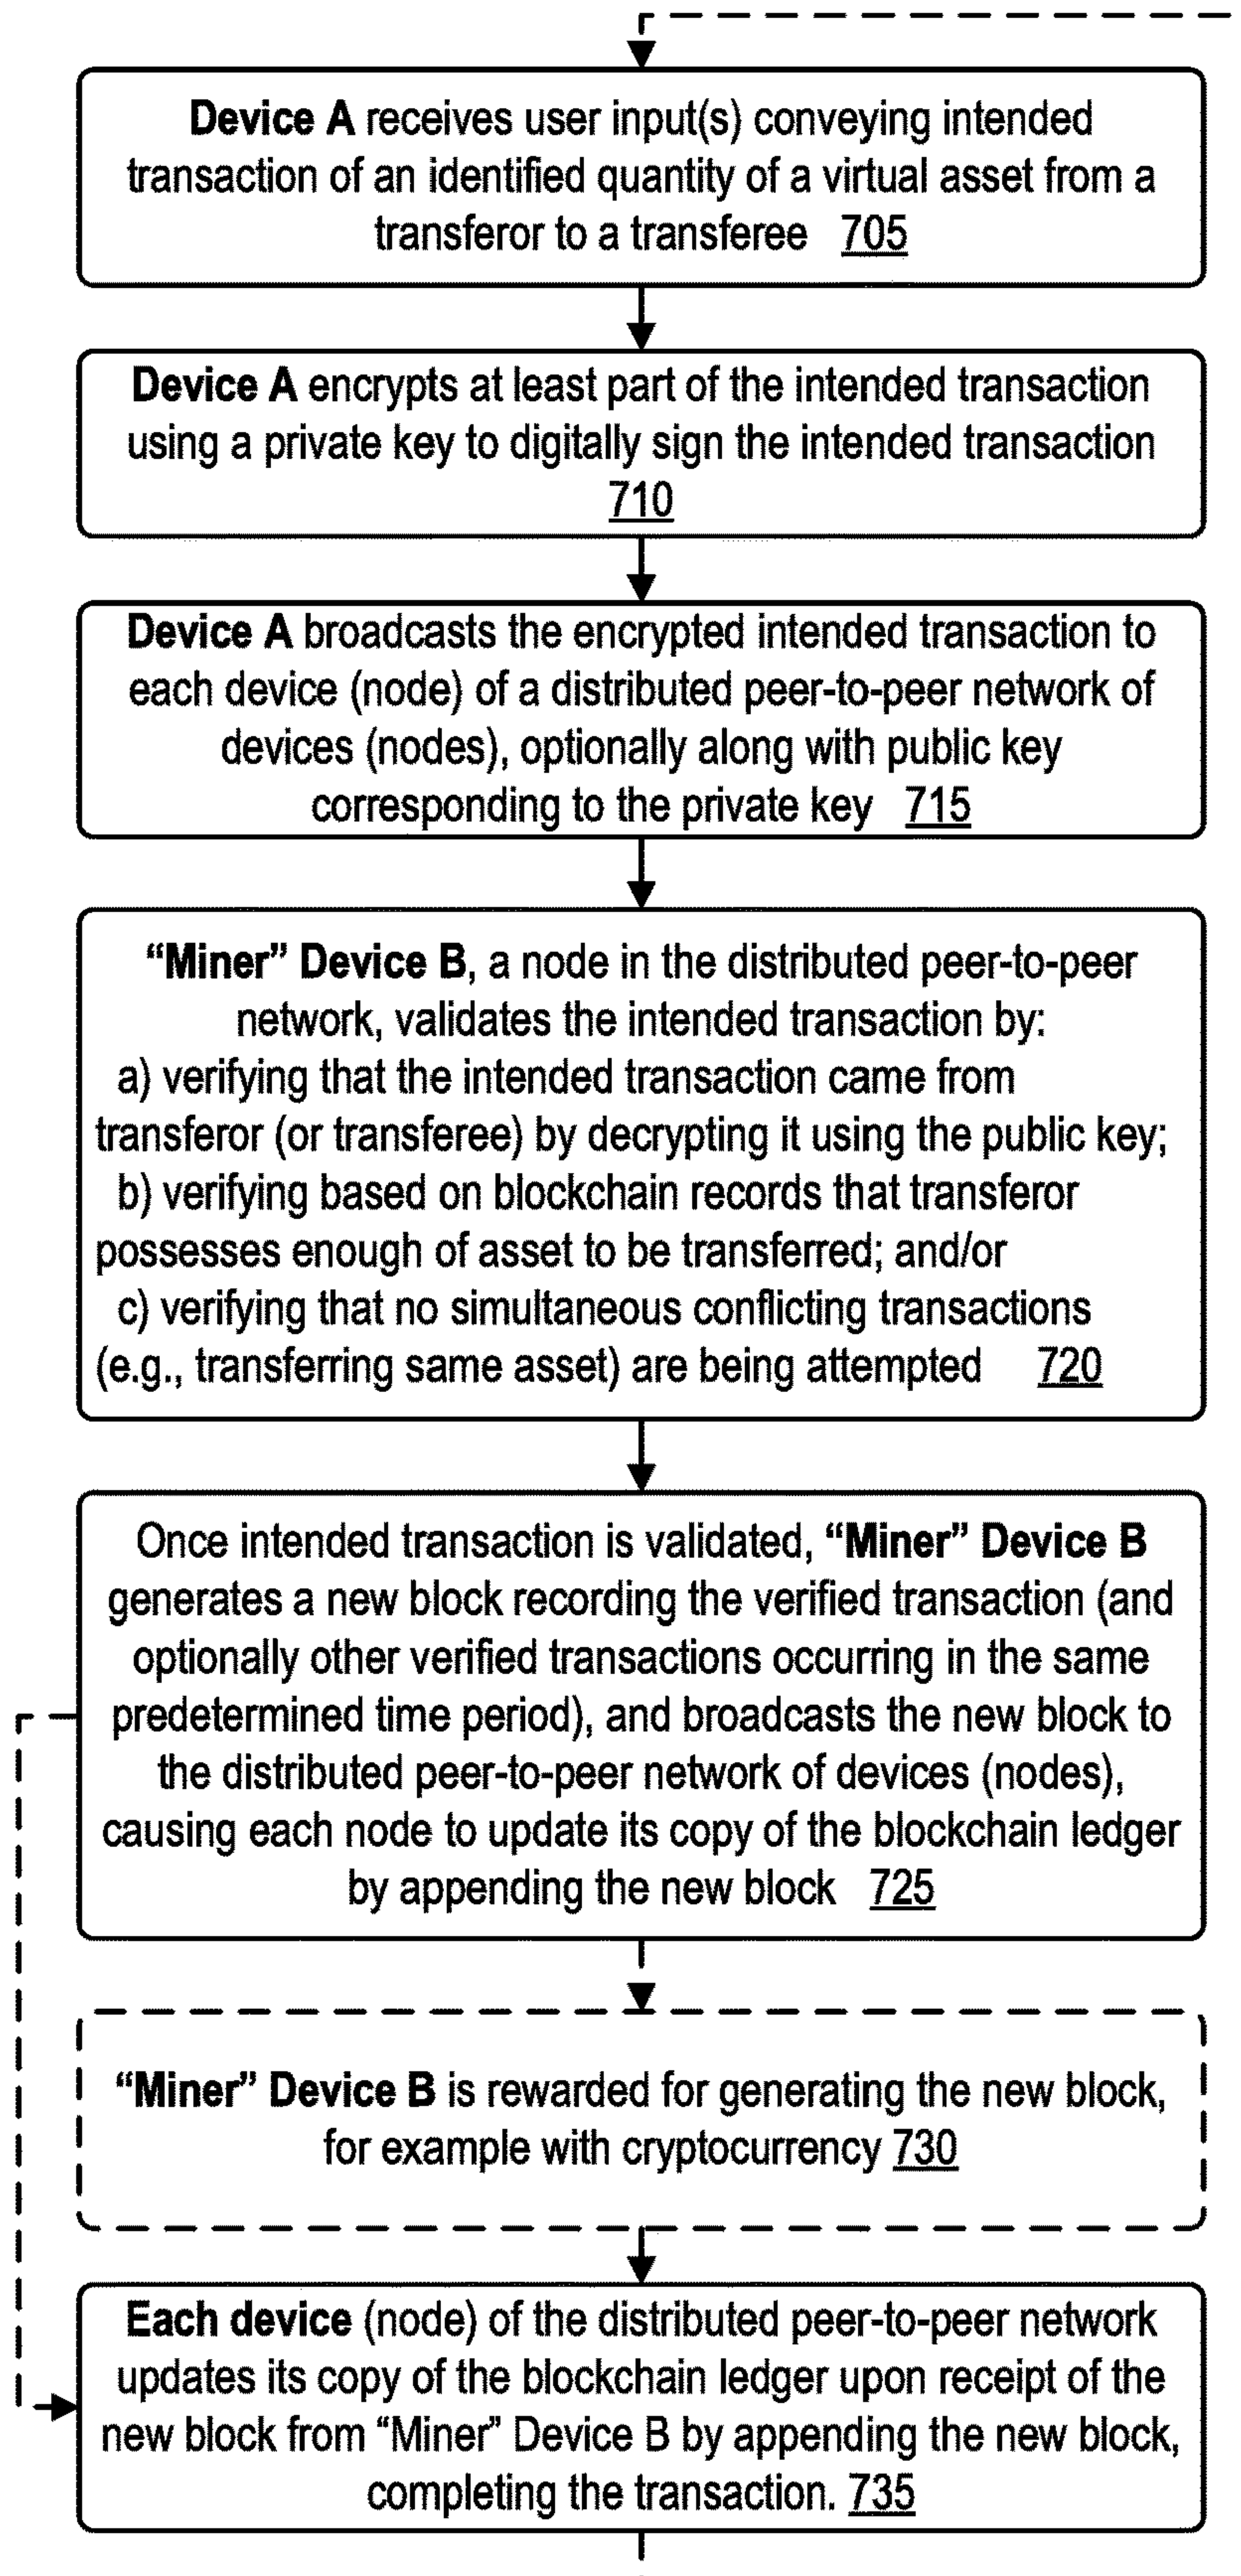 Device A receives user input(s) conveying intended
transaction of an identified quantity of a virtual asset from a
transferor to a transferee 705
Device A encrypts at least part of the intended transaction
using a private key to digitally sign the intended transaction
710
Device A broadcasts the encrypted intended transaction to
each device (node) of a distributed peer-to-peer network of
devices (nodes), optionally along with public key
corresponding to the private key 715
“Miner” Device B, a node in the distributed peer-to-peer
network, validates the intended transaction by:
a) verifying that the intended transaction came from
transferor (or transferee) by decrypting it using the public key;
b) verifying based on blockchain records that transferor
possesses enough of asset to be transferred; and/or
c) verifying that no simultaneous conflicting transactions
(e.g., transferring same asset) are being attempted 720
Once intended transaction is validated, “Miner” Device B
generates a new block recording the verified transaction (and
optionally other verified transactions occurring in the same
predetermined time period), and broadcasts the new block to
the distributed peer-to-peer network of devices (nodes),
causing each node to update its copy of the blockchain ledger
by appending the new block 725
“Miner” Device B is rewarded for generating the new block,
for example with cryptocurrency 730
Each device (node) of the distributed peer-to-peer network
updates its copy of the blockchain ledger upon receipt of the
new block from “Miner” Device B by appending the new block,
completing the transaction. 735